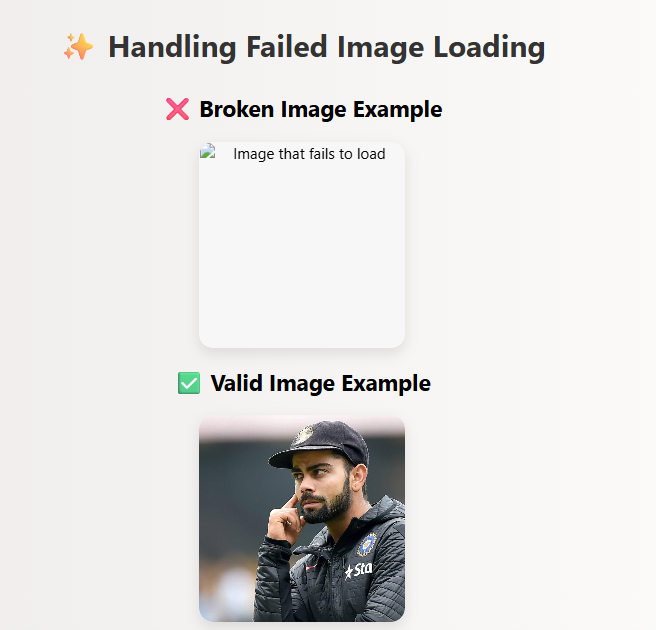 ✨ Handling Failed Image Loading
❌ Broken Image Example
Image that fails to load
✅ Valid Image Example
★Sta